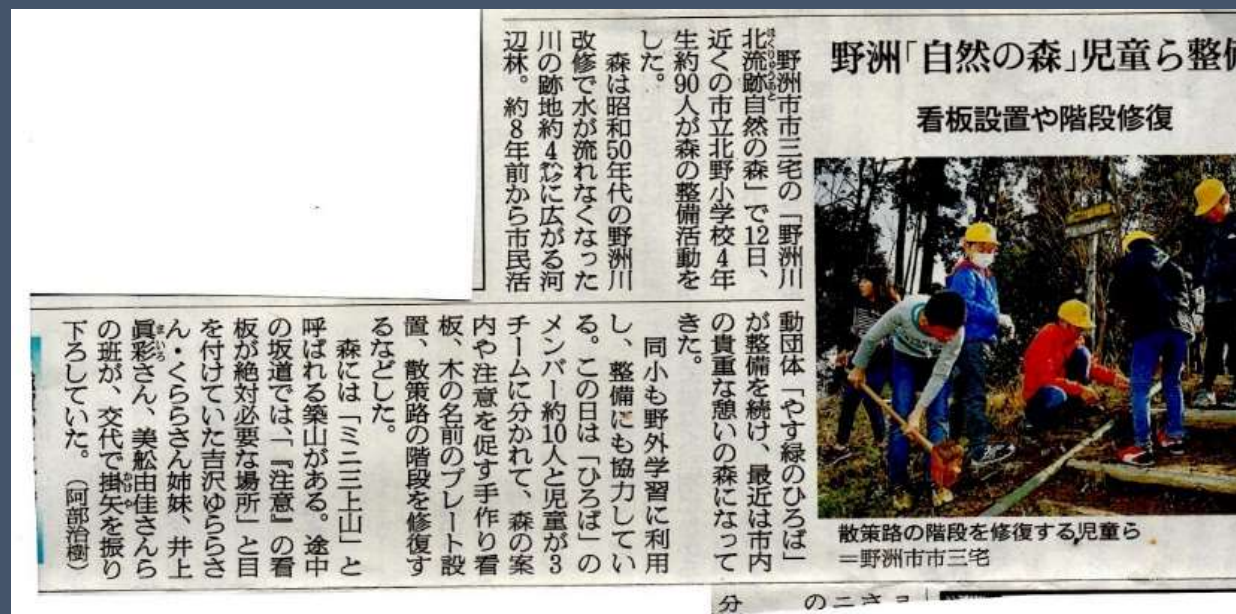 野洲「自然の森」児童ら整備
看板設置や階段修復
野洲市市三宅の「野洲川
北流跡自然の森」で12日、
ほくりゅうあと
近くの市立北野小学校4年
生約90人が森の整備活動を
した。
森は昭和50年代の野洲川
改修で水が流れなくなった
川の跡地約4㌶に広がる河
辺林。約8年前から市民活
動団体「やす緑のひろば」
が整備を続け、最近は市内
の貴重な憩いの森になって
きた。
同小も野外学習に利用
し、整備にも協力してい
る。この日は「ひろば」の
メンバー約10人と児童が3
チームに分かれて、森の案
内や注意を促す手作り看
板、木の名前のプレート設
置、散策路の階段を修復す
るなどした。
森には「ミニ三上山」と
呼ばれる築山がある。途中
の坂道では、「『注意』の看
板が絶対必要な場所」と目
を付けていた吉沢ゆららさ
ん・くららさん姉妹、井上
眞彩さん、美舩由佳さんら
まいろ
の班が、交代で掛矢を振り
かけや
下ろしていた。（阿部治樹）
散策路の階段を修復する児童ら
＝野洲市市三宅